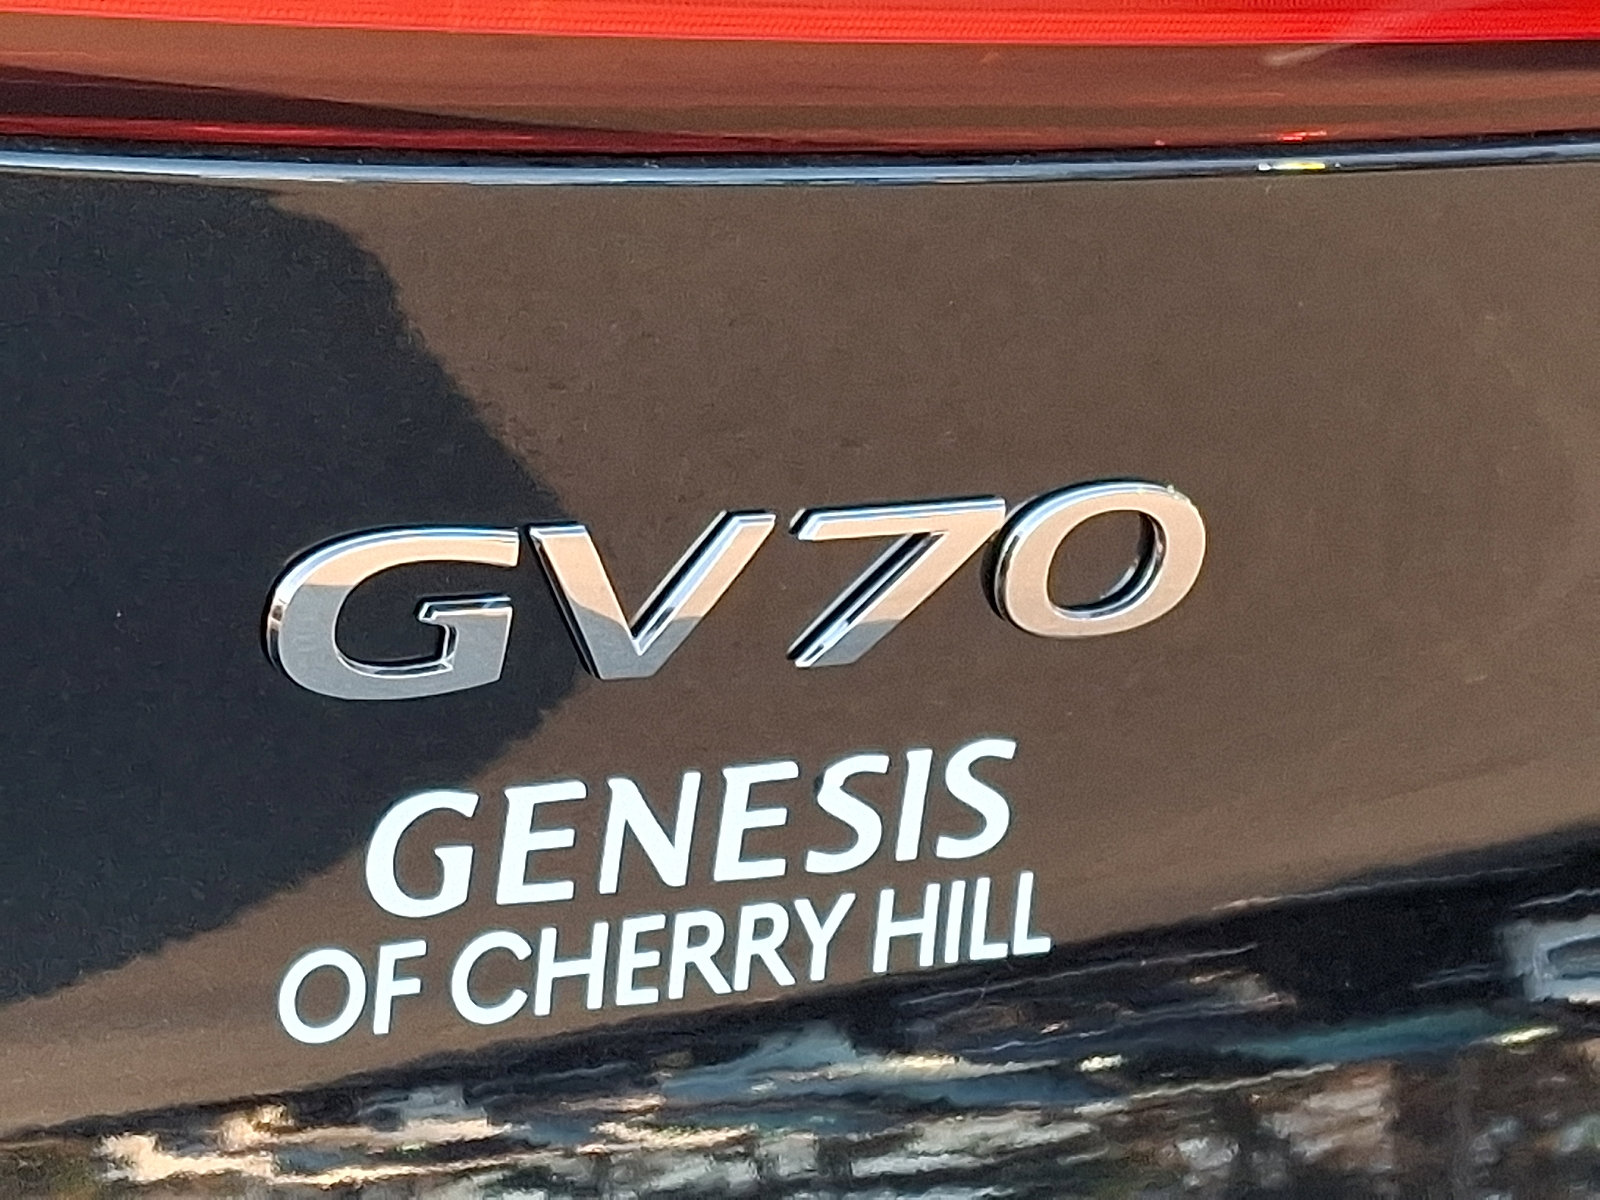 GV70
GENESIS
OF CHERRY HILL